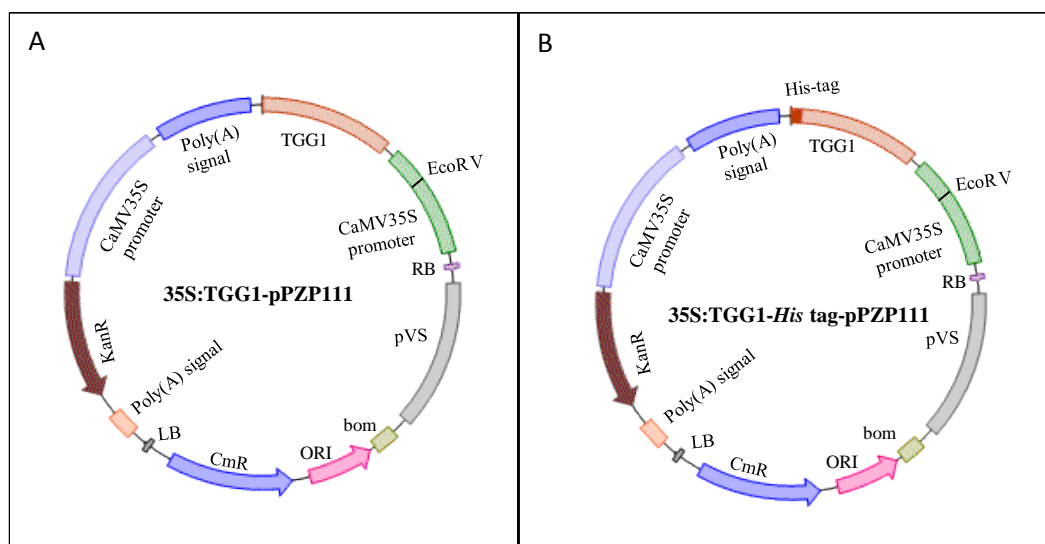 A
TGG1
Poly(A)
signal
EcoR V
CaMV35S
promoter
CaMV35S
promoter
RB
35S:TGG1-pPZP111
pVS
KanR
Poly(A) signal
LB
CmR
ORI
bom
B
His-tag
TGG1
Poly(A)
signal
EcoR V
CaMV35S
promoter
CaMV35S
promoter
RB
35S:TGG1-His tag-pPZP111
pVS
KanR
Poly(A) signal
LB
CmR
ORI
bom